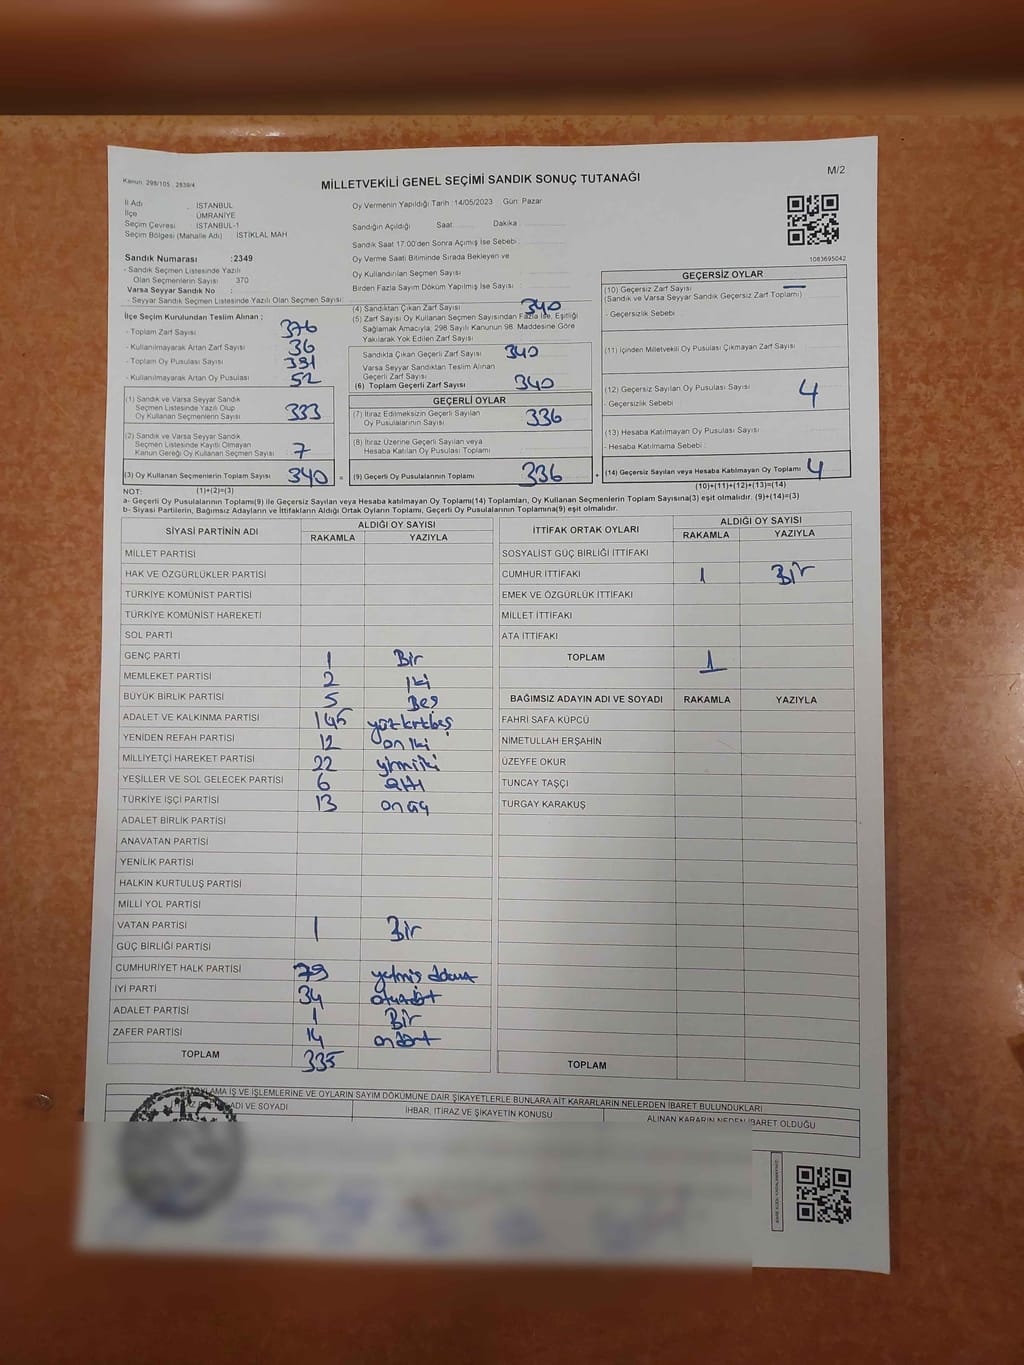 Kanun: 298/105 , 2839/4
MİLLETVEKİLİ GENEL SEÇİMİ SANDIK SONUÇ TUTANAĞI
M/2
İl Adı : İSTANBUL
İlçe : ÜMRANİYE
Seçim Çevresi : İSTANBUL-1
Seçim Bölgesi (Mahalle Adı) : İSTİKLAL MAH
Sandık Numarası :2349
- Sandık Seçmen Listesinde Yazılı
Olan Seçmenlerin Sayısı 370
Varsa Seyyar Sandık No :
- Seyyar Sandık Seçmen Listesinde Yazılı Olan Seçmen Sayısı:
Oy Vermenin Yapıldığı Tarih :14/05/2023 Gün: Pazar
Sandığın Açıldığı Saat: Dakika:
Sandık Saat 17:00'den Sonra Açımış İse Sebebi :
Oy Verme Saati Bitiminde Sırada Bekleyen ve
Oy Kullandırılan Seçmen Sayısı
Birden Fazla Sayım Döküm Yapılmış İse Sayısı
1083695042
İlçe Seçim Kurulundan Teslim Alınan ;
- Toplam Zarf Sayısı 376
- Kullanılmayarak Artan Zarf Sayısı 36
- Toplam Oy Pusulası Sayısı 391
- Kullanılmayarak Artan Oy Pusulası 52
(1) Sandık ve Varsa Seyyar Sandık
Seçmen Listesinde Yazılı Olup
Oy Kullanan Seçmenlerin Sayısı 333
(2) Sandık ve Varsa Seyyar Sandık
Seçmen Listesinde Kayıtlı Olmayan
Kanun Gereği Oy Kullanan Seçmen Sayısı 7
(3) Oy Kullanan Seçmenlerin Toplam Sayısı 340 =
(4) Sandıktan Çıkan Zarf Sayısı 340
(5) Zarf Sayısı Oy Kullanan Seçmen Sayısından Fazla İse, Eşitliği
Sağlamak Amacıyla, 298 Sayılı Kanunun 98. Maddesine Göre
Yakılarak Yok Edilen Zarf Sayısı
Sandıkla Çıkan Geçerli Zarf Sayısı 340
Varsa Seyyar Sandıktan Teslim Alınan
Geçerli Zarf Sayısı
(6) Toplam Geçerli Zarf Sayısı 340
GEÇERLİ OYLAR
(7) İtiraz Edilmeksizin Geçerli Sayılan
Oy Pusulalarının Sayısı 336
(8) İtiraz Üzerine Geçerli Sayılan veya
Hesaba Katılan Oy Pusulası Toplamı
(9) Geçerli Oy Pusulalarının Toplamı 336 +
GEÇERSİZ OYLAR
(10) Geçersiz Zarf Sayısı —
(Sandık ve Varsa Seyyar Sandık Geçersiz Zarf Toplamı)
- Geçersizlik Sebebi
(11) İçinden Milletvekili Oy Pusulası Çıkmayan Zarf Sayısı
(12) Geçersiz Sayılan Oy Pusulası Sayısı 4
- Geçersizlik Sebebi
(13) Hesaba Katılmayan Oy Pusulası Sayısı
- Hesaba Katılmama Sebebi :
(14) Geçersiz Sayılan veya Hesaba Katılmayan Oy Toplamı 4
NOT: (1)+(2)=(3) (10)+(11)+(12)+(13)=(14)
a- Geçerli Oy Pusulalarının Toplamı(9) ile Geçersiz Sayılan veya Hesaba katılmayan Oy Toplamı(14) Toplamları, Oy Kullanan Seçmenlerin Toplam Sayısına(3) eşit olmalıdır. (9)+(14)=(3)
b- Siyasi Partilerin, Bağımsız Adayların ve İttifakların Aldığı Ortak Oyların Toplamı, Geçerli Oy Pusulalarının Toplamına(9) eşit olmalıdır.
SİYASİ PARTİNİN ADI ALDIĞI OY SAYISI
RAKAMLA YAZIYLA
MİLLET PARTİSİ
HAK VE ÖZGÜRLÜKLER PARTİSİ
TÜRKİYE KOMÜNİST PARTİSİ
TÜRKİYE KOMÜNİST HAREKETİ
SOL PARTİ
GENÇ PARTİ 1 Bir
MEMLEKET PARTİSİ 2 iki
BÜYÜK BİRLİK PARTİSİ 5 Beş
ADALET VE KALKINMA PARTİSİ 145 yüzkırkbeş
YENİDEN REFAH PARTİSİ 12 on iki
MİLLİYETÇİ HAREKET PARTİSİ 22 yirmiiki
YEŞİLLER VE SOL GELECEK PARTİSİ 6 altı
TÜRKİYE İŞÇİ PARTİSİ 13 onüç
ADALET BİRLİK PARTİSİ
ANAVATAN PARTİSİ
YENİLİK PARTİSİ
HALKIN KURTULUŞ PARTİSİ
MİLLİ YOL PARTİSİ
VATAN PARTİSİ 1 Bir
GÜÇ BİRLİĞİ PARTİSİ
CUMHURİYET HALK PARTİSİ 79 yetmiş dokuz
İYİ PARTİ 34 otuzdört
ADALET PARTİSİ 1 Bir
ZAFER PARTİSİ 14 ondört
TOPLAM 335
İTTİFAK ORTAK OYLARI ALDIĞI OY SAYISI
RAKAMLA YAZIYLA
SOSYALİST GÜÇ BİRLİĞİ İTTİFAKI
CUMHUR İTTİFAKI 1 Bir
EMEK VE ÖZGÜRLÜK İTTİFAKI
MİLLET İTTİFAKI
ATA İTTİFAKI
TOPLAM 1
BAĞIMSIZ ADAYIN ADI VE SOYADI RAKAMLA YAZIYLA
FAHRİ SAFA KÜPCÜ
NİMETULLAH ERŞAHİN
ÜZEYFE OKUR
TUNCAY TAŞÇI
TURGAY KARAKUŞ
TOPLAM
OYLAMA İŞ VE İŞLEMLERİNE VE OYLARIN SAYIM DÖKÜMÜNE DAİR ŞİKAYETLERLE BUNLARA AİT KARARLARIN NELERDEN İBARET BULUNDUKLARI
ADI VE SOYADI İHBAR, İTİRAZ VE ŞİKAYETİN KONUSU ALINAN KARARIN NEDEN İBARET OLDUĞU